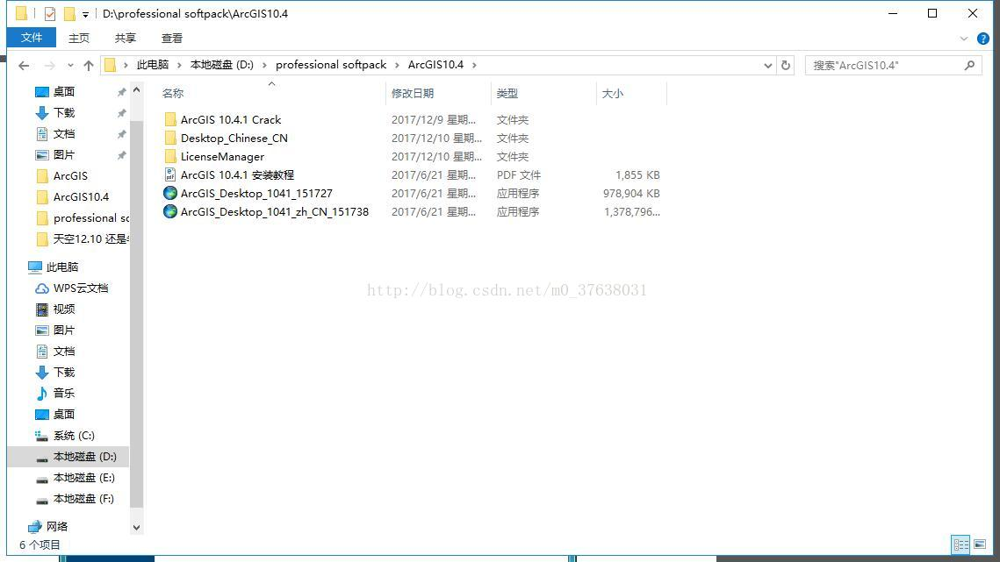 D:\professional softpack\ArcGIS10.4
文件 主页 共享 查看
此电脑 本地磁盘 (D:) professional softpack ArcGIS10.4
搜索"ArcGIS10.4"
名称 修改日期 类型 大小
ArcGIS 10.4.1 Crack 2017/12/9 星期... 文件夹
Desktop_Chinese_CN 2017/12/10 星期... 文件夹
LicenseManager 2017/12/10 星期... 文件夹
ArcGIS 10.4.1 安装教程 2017/6/21 星期... PDF 文件 1,855 KB
ArcGIS_Desktop_1041_151727 2017/6/21 星期... 应用程序 978,904 KB
ArcGIS_Desktop_1041_zh_CN_151738 2017/6/21 星期... 应用程序 1,378,796...
桌面
下载
文档
图片
ArcGIS
ArcGIS10.4
professional so
天空12.10 还是
此电脑
WPS云文档
视频
图片
文档
下载
音乐
桌面
系统 (C:)
本地磁盘 (D:)
本地磁盘 (E:)
本地磁盘 (F:)
网络
http://blog.csdn.net/m0_37638031
6 个项目